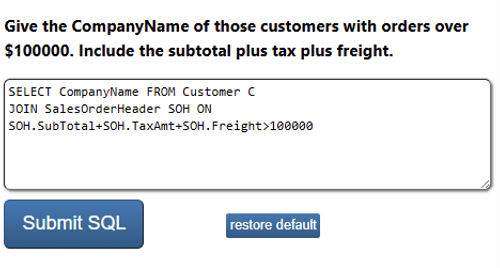 Give the CompanyName of those customers with orders over
$100000. Include the subtotal plus tax plus freight.
SELECT CompanyName FROM Customer C
JOIN SalesOrderHeader SOH ON
SOH.SubTotal+SOH.TaxAmt+SOH.Freight>100000
Submit SQL
restore default